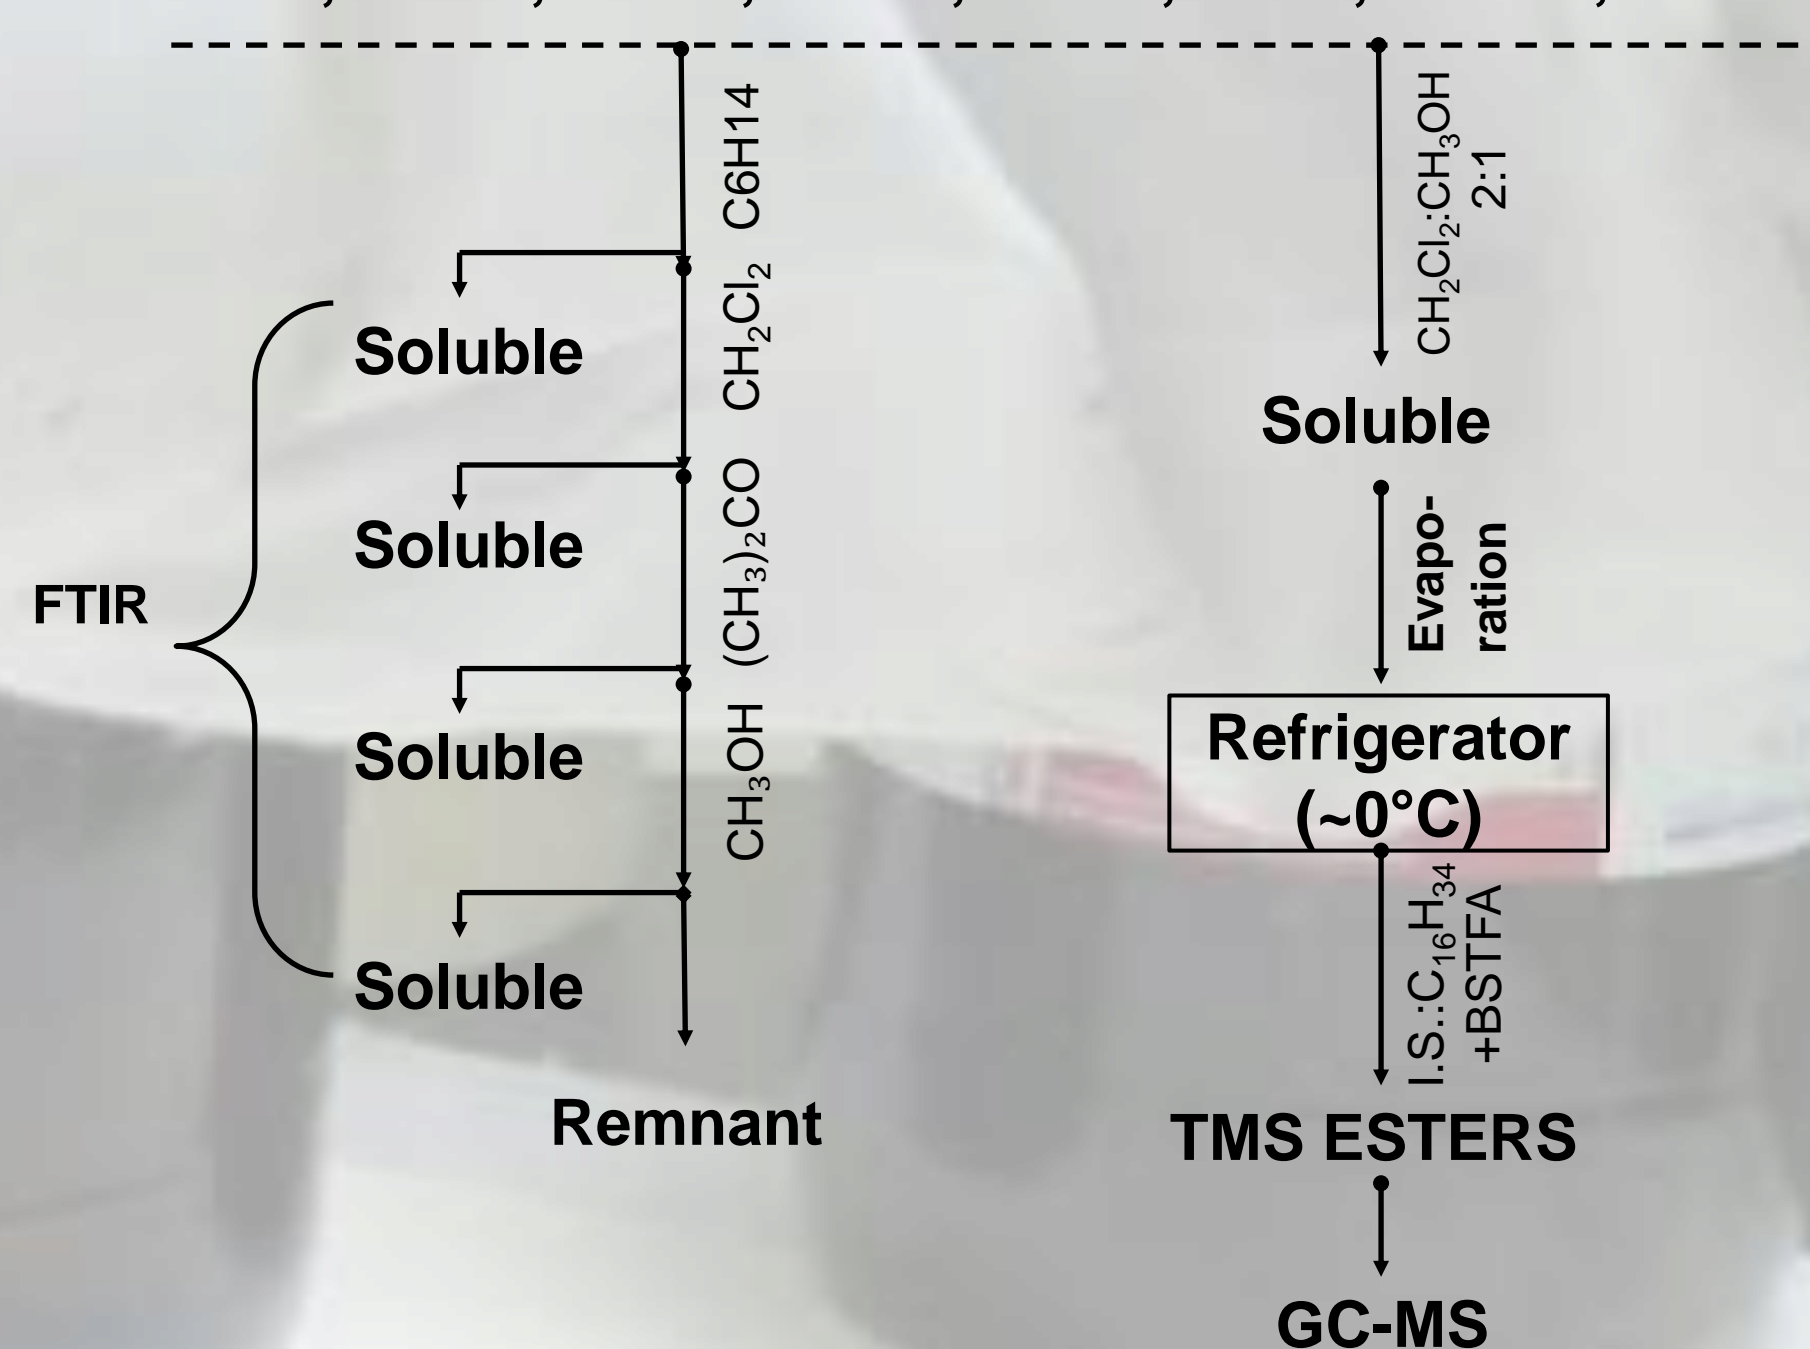 C6H14
CH₂Cl₂
(CH₃)₂CO
CH₃OH
Soluble
Soluble
Soluble
Soluble
FTIR
Remnant
CH₂Cl₂:CH₃OH
2:1
Soluble
Evapo-
ration
Refrigerator
(~0°C)
I.S.::C₁₆H₃₄
+BSTFA
TMS ESTERS
GC-MS